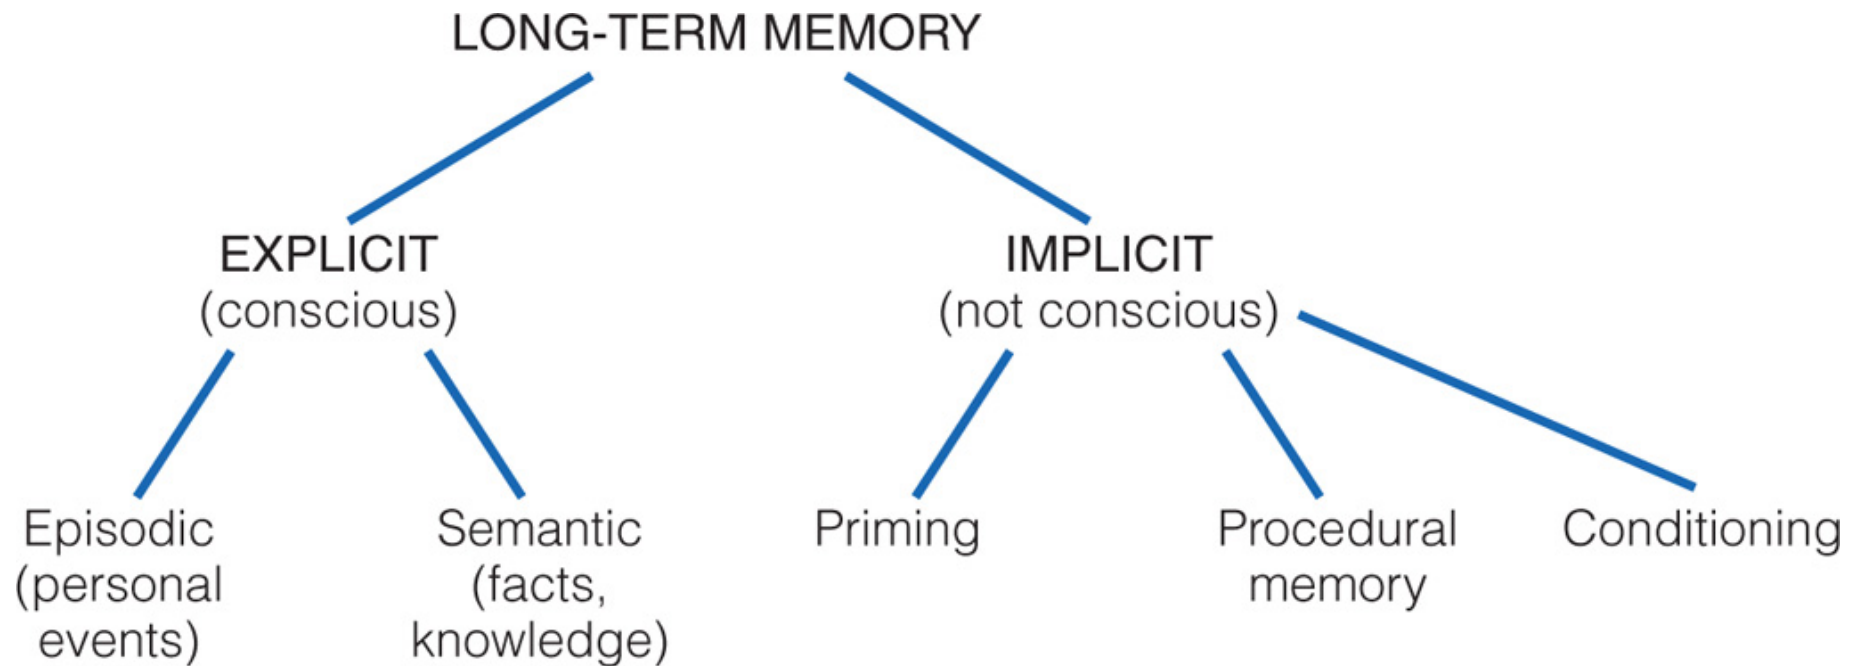 LONG-TERM MEMORY
EXPLICIT
(conscious)
IMPLICIT
(not conscious)
Episodic
(personal
events)
Semantic
(facts,
knowledge)
Priming
Procedural
memory
Conditioning